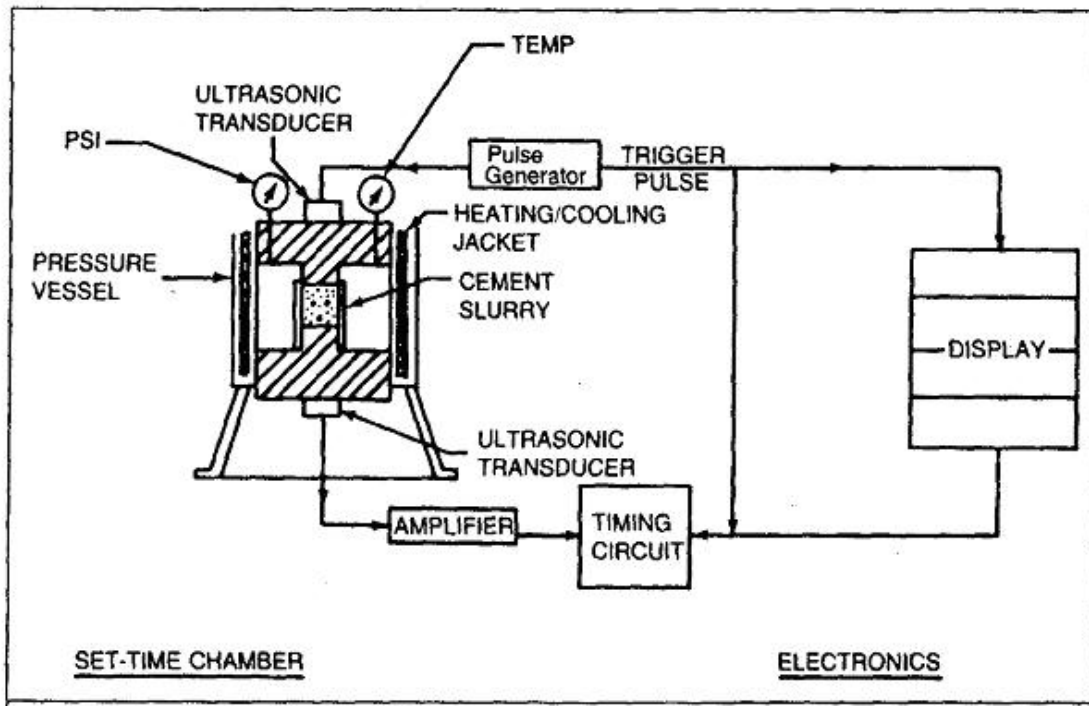 TEMP
ULTRASONIC
TRANSDUCER
PSI
Pulse
Generator
TRIGGER
PULSE
HEATING/COOLING
JACKET
PRESSURE
VESSEL
CEMENT
SLURRY
DISPLAY
ULTRASONIC
TRANSDUCER
AMPLIFIER
TIMING
CIRCUIT
SET-TIME CHAMBER
ELECTRONICS